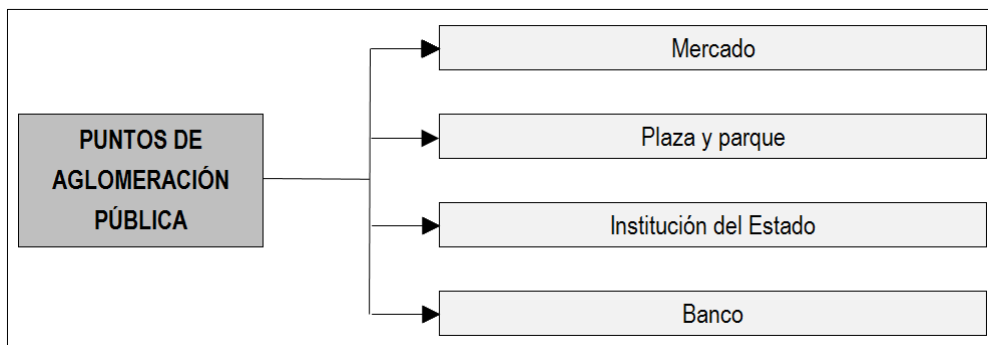 PUNTOS DE
AGLOMERACIÓN
PÚBLICA
Mercado
Plaza y parque
Institución del Estado
Banco